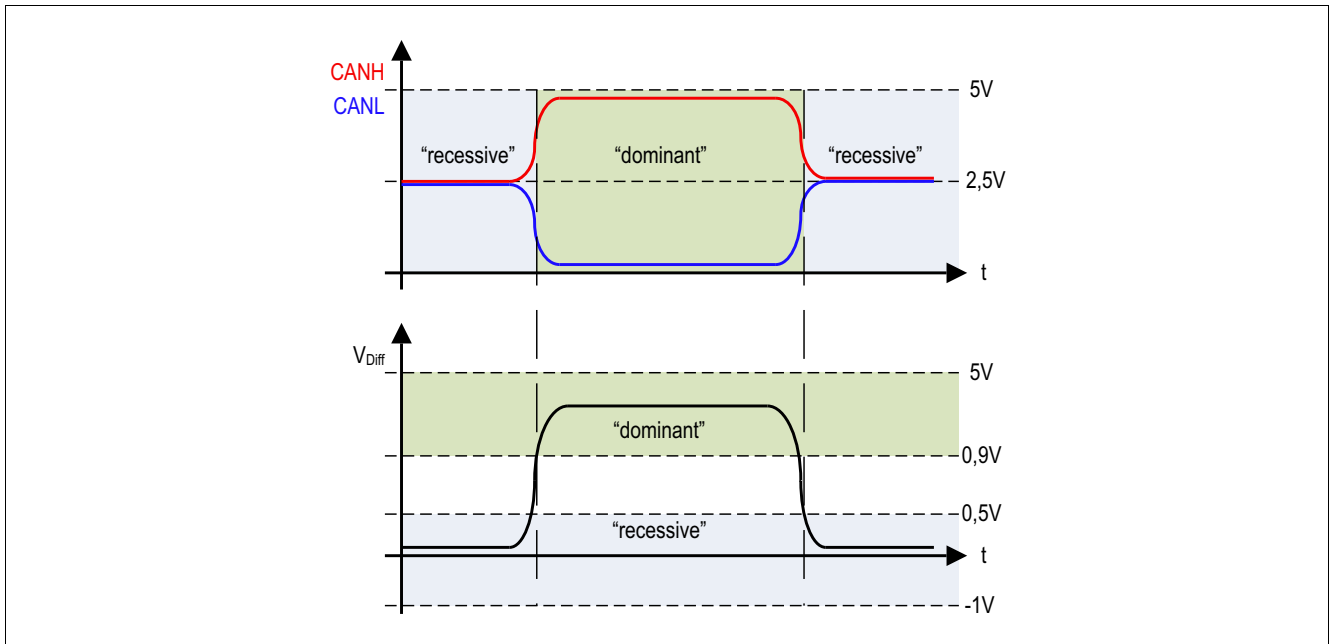 CANH
CANL
5V
“recessive”
“dominant”
“recessive”
2,5V
t
VDiff
5V
“dominant”
0,9V
0,5V
“recessive”
t
-1V